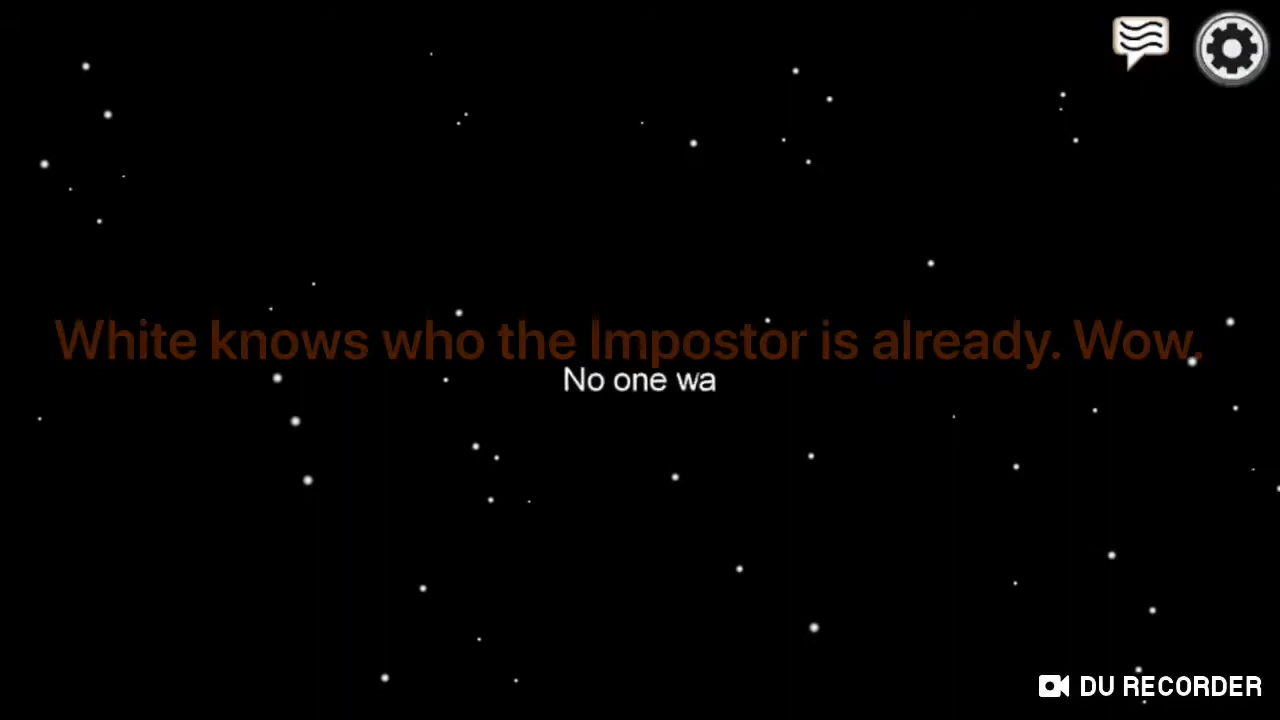 White knows who the Impostor is already. Wow.
No one wa
DU RECORDER